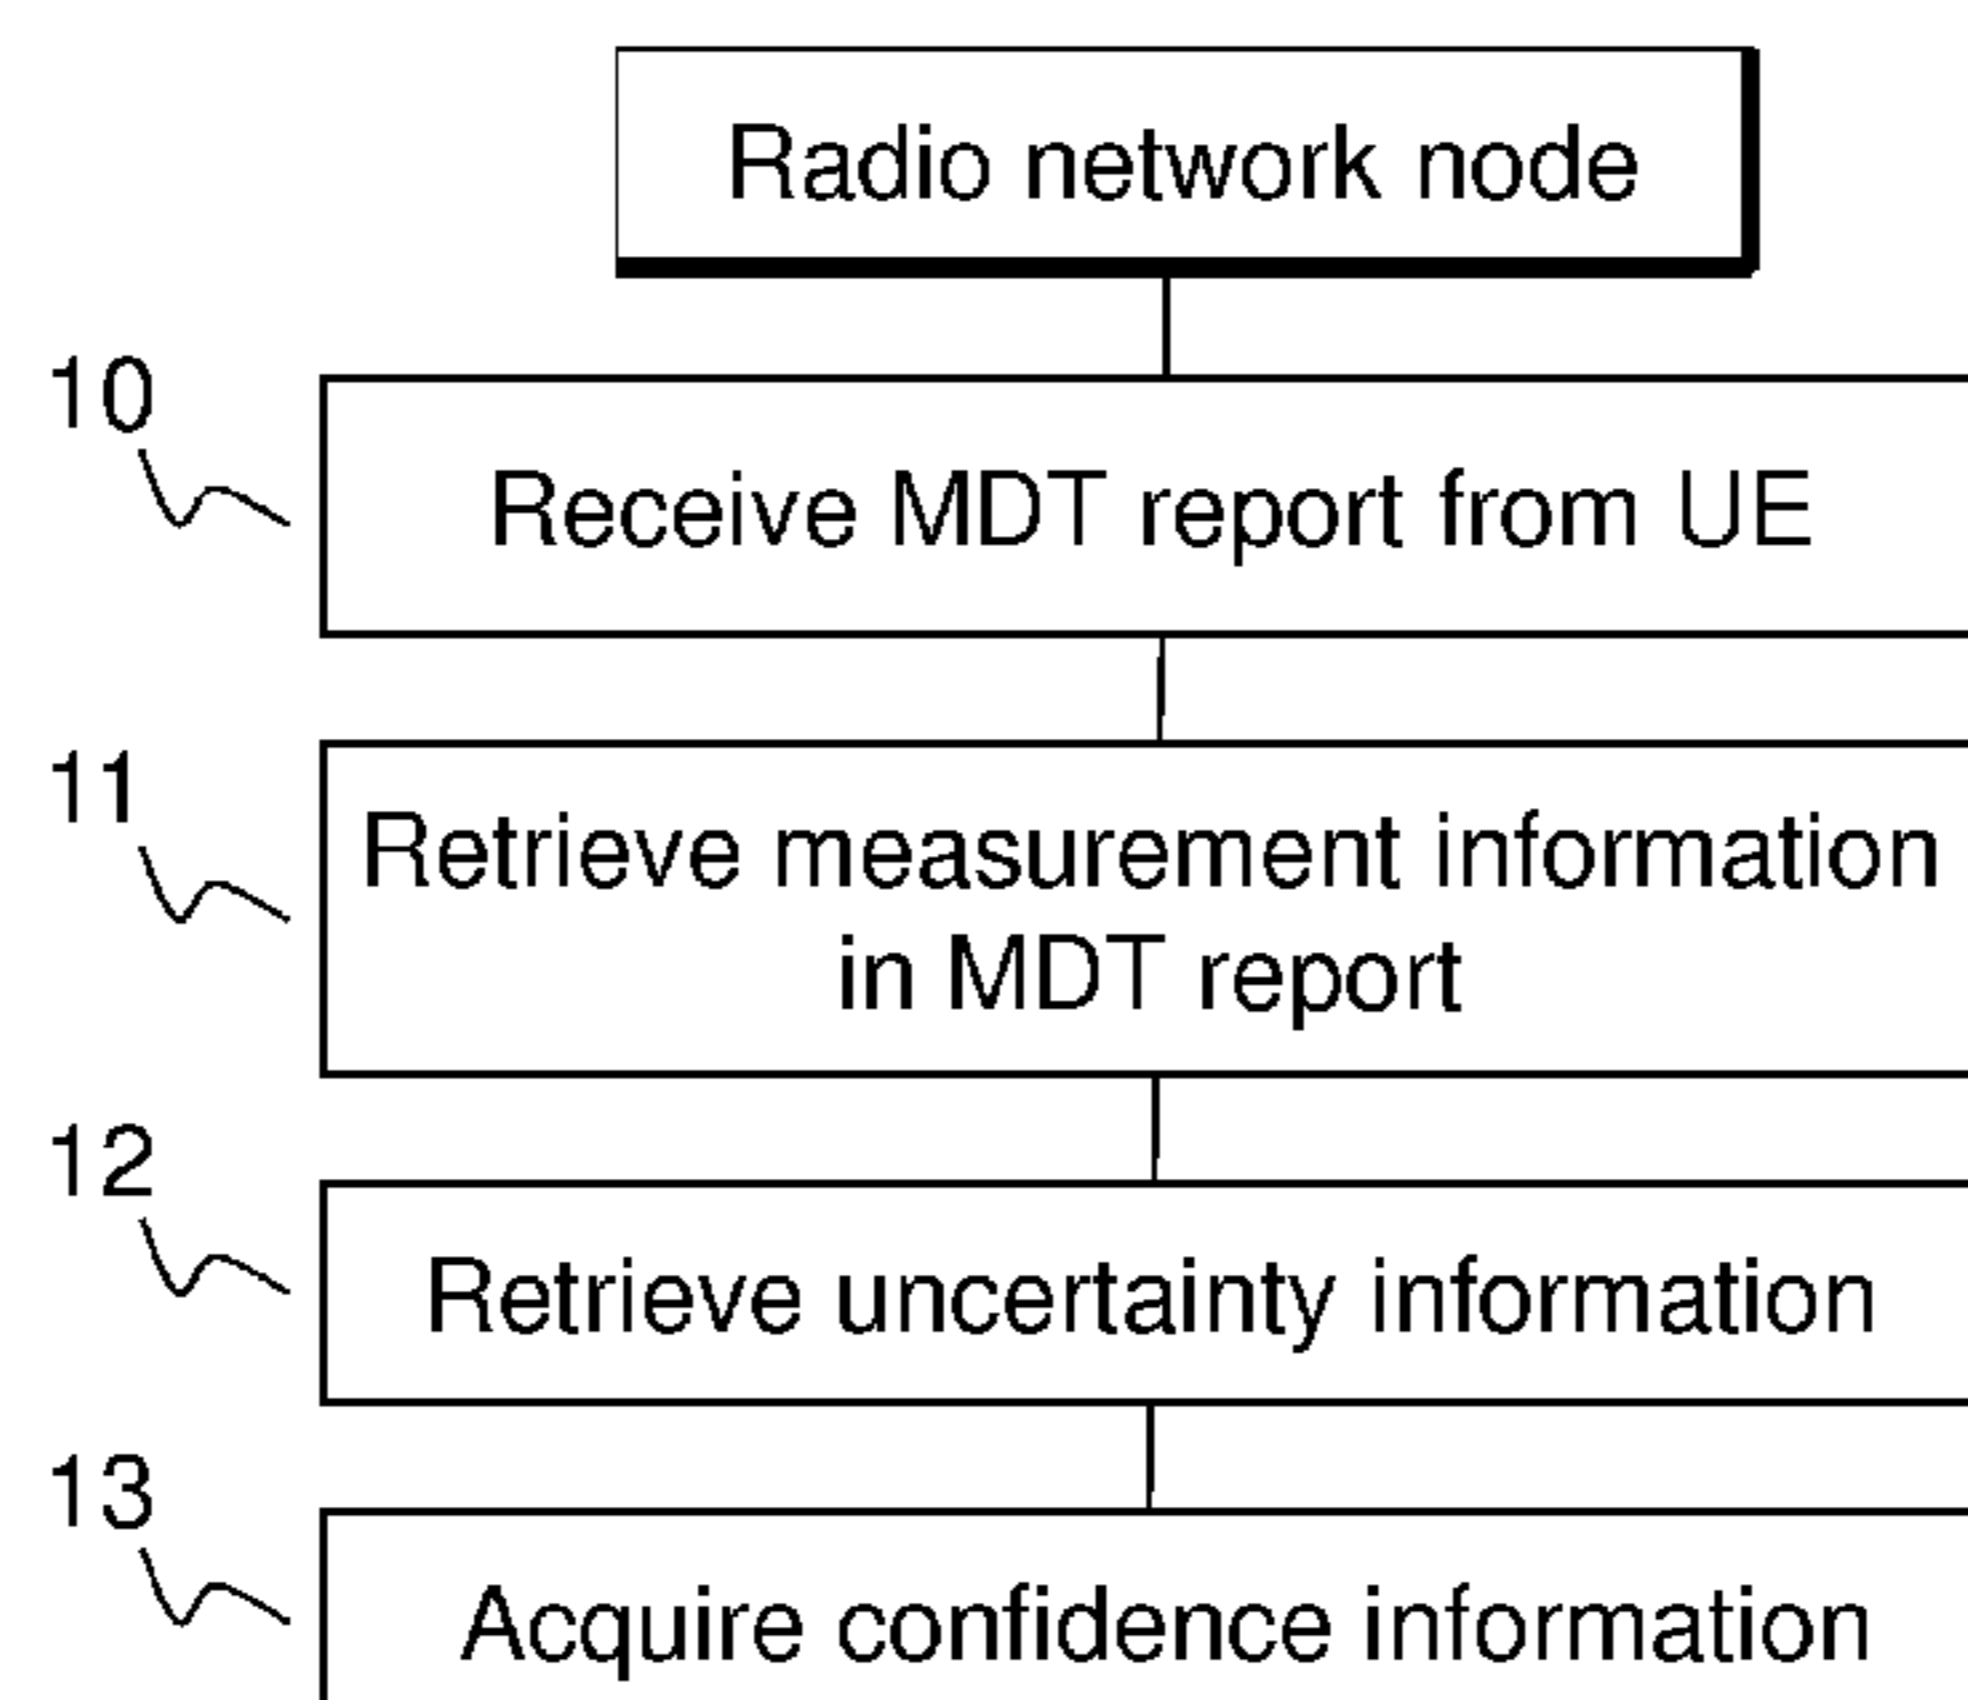 Radio network node
10
Receive MDT report from UE
11
Retrieve measurement information
in MDT report
12
Retrieve uncertainty information
13
Acquire confidence information